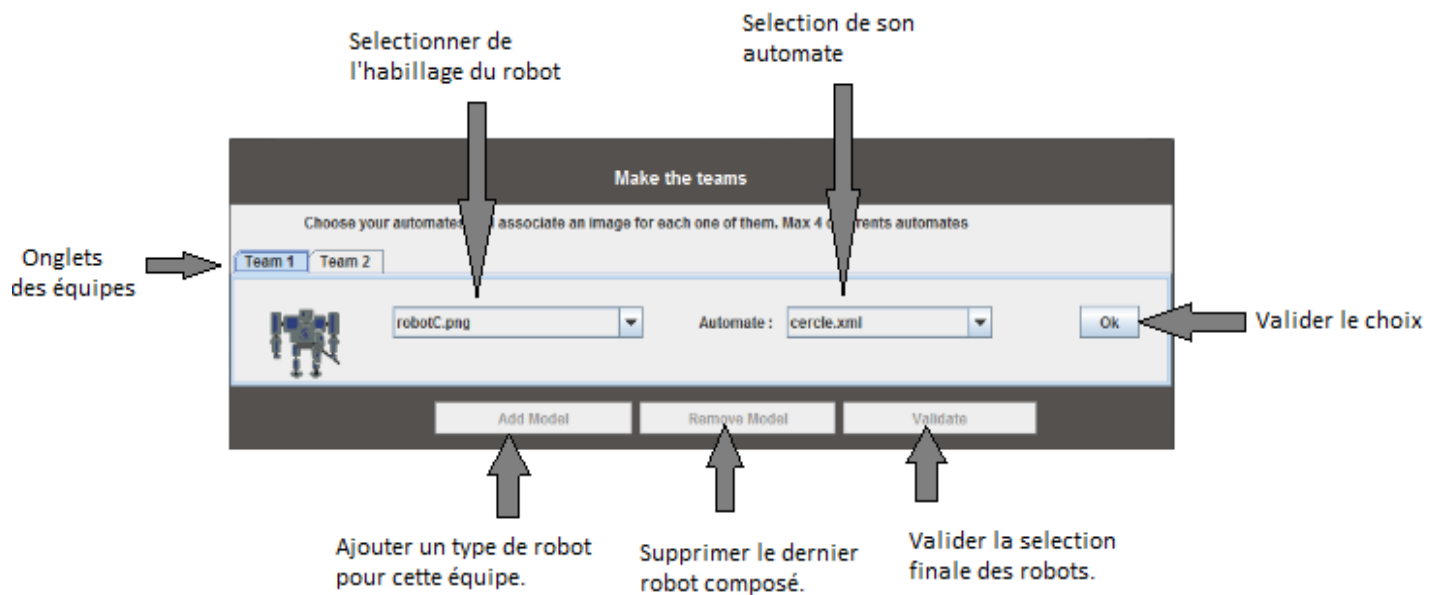 Selection de son
automate
Selectionner de
l'habillage du robot
Make the teams
Choose your automates associate an image for each one of them. Max 4 automates
Onglets
des équipes
Team 1 Team 2
robotC.png Automate : cercle.xml Ok
Valider le choix
Add Model Remove Model Validate
Ajouter un type de robot
pour cette équipe.
Supprimer le dernier
robot composé.
Valider la selection
finale des robots.